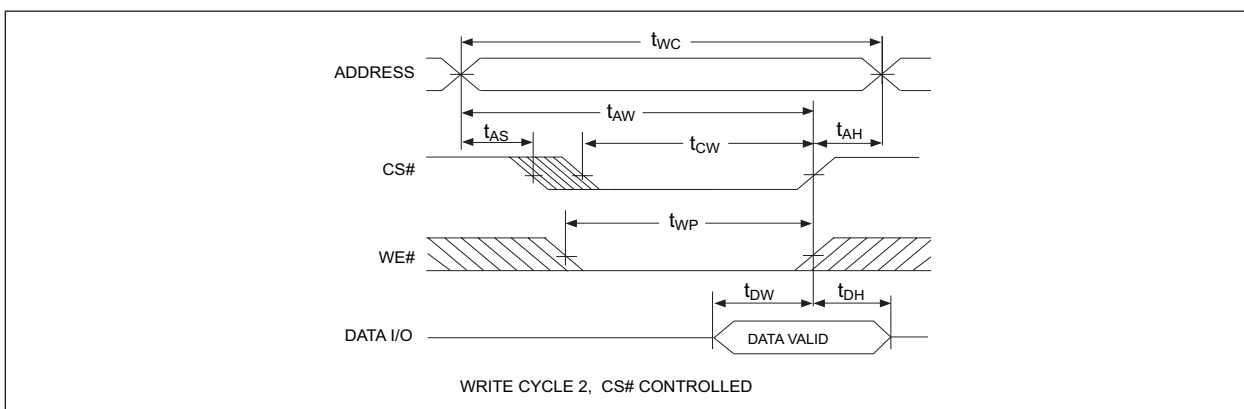 tWC
ADDRESS
tAW
tAS
tCW
tAH
CS#
tWP
WE#
tDW
tDH
DATA I/O
DATA VALID
WRITE CYCLE 2, CS# CONTROLLED